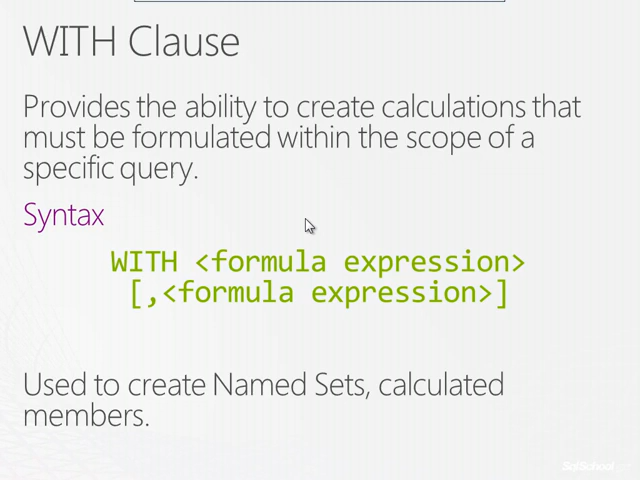 WITH Clause
Provides the ability to create calculations that
must be formulated within the scope of a
specific query.
Syntax
WITH <formula expression>
[,<formula expression>]
Used to create Named Sets, calculated
members.